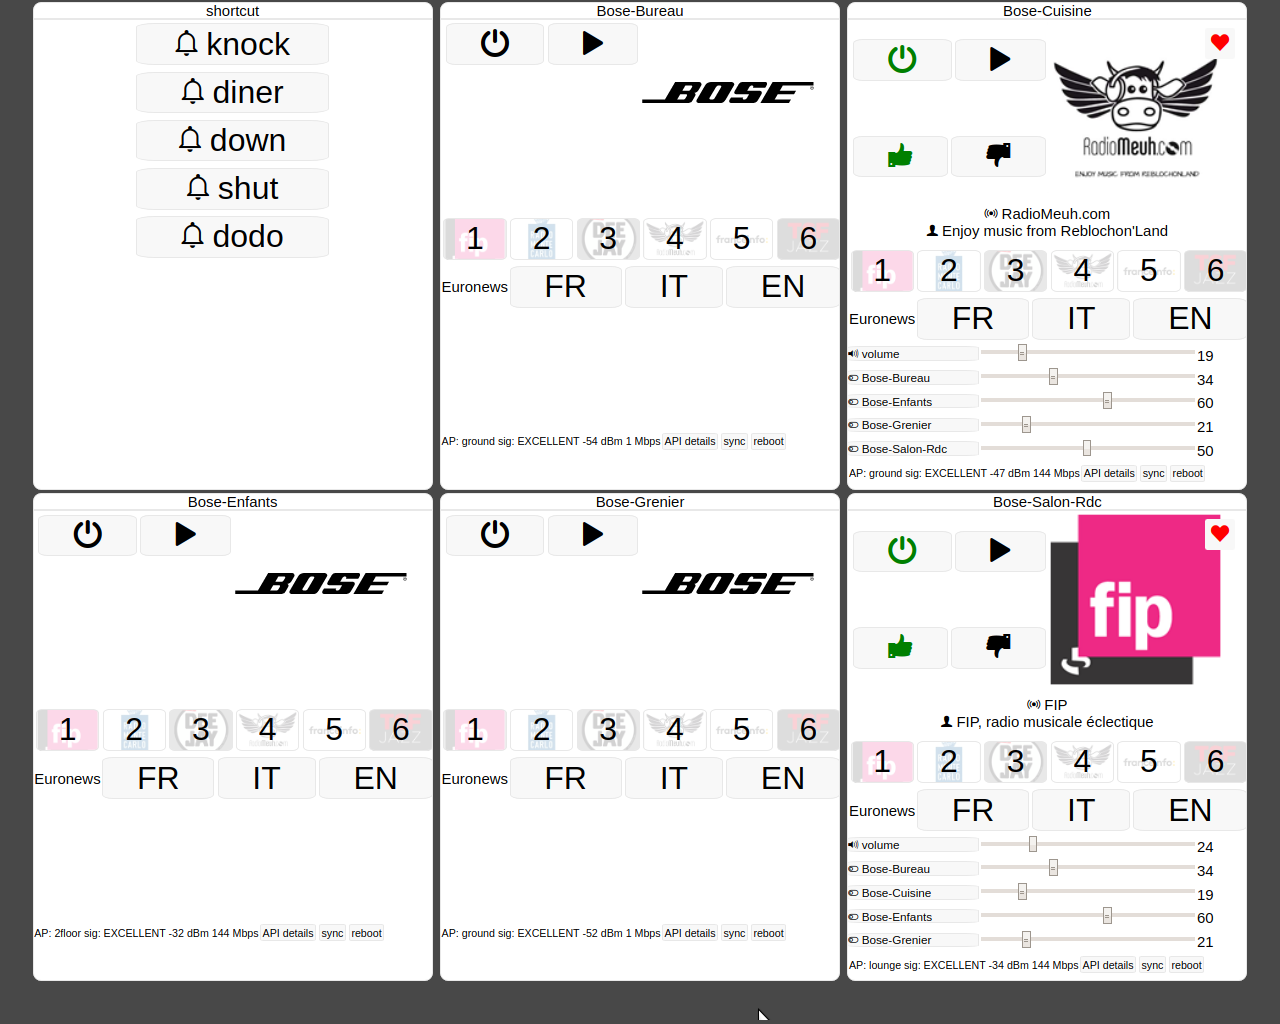 shortcut
knock
diner
down
shut
dodo
Bose-Bureau
BOSE
1 2 3 4 5 6
Euronews FR IT EN
AP: ground sig: EXCELLENT -54 dBm 1 Mbps API details sync reboot
Bose-Cuisine
RadioMeuh.com
ENJOY MUSIC FROM REBLOCHONLAND
RadioMeuh.com
Enjoy music from Reblochon'Land
1 2 3 4 5 6
Euronews FR IT EN
volume 19
Bose-Bureau 34
Bose-Enfants 60
Bose-Grenier 21
Bose-Salon-Rdc 50
AP: ground sig: EXCELLENT -47 dBm 144 Mbps API details sync reboot
Bose-Enfants
BOSE
1 2 3 4 5 6
Euronews FR IT EN
AP: 2floor sig: EXCELLENT -32 dBm 144 Mbps API details sync reboot
Bose-Grenier
BOSE
1 2 3 4 5 6
Euronews FR IT EN
AP: ground sig: EXCELLENT -52 dBm 1 Mbps API details sync reboot
Bose-Salon-Rdc
fip
FIP
FIP, radio musicale éclectique
1 2 3 4 5 6
Euronews FR IT EN
volume 24
Bose-Bureau 34
Bose-Cuisine 19
Bose-Enfants 60
Bose-Grenier 21
AP: lounge sig: EXCELLENT -34 dBm 144 Mbps API details sync reboot